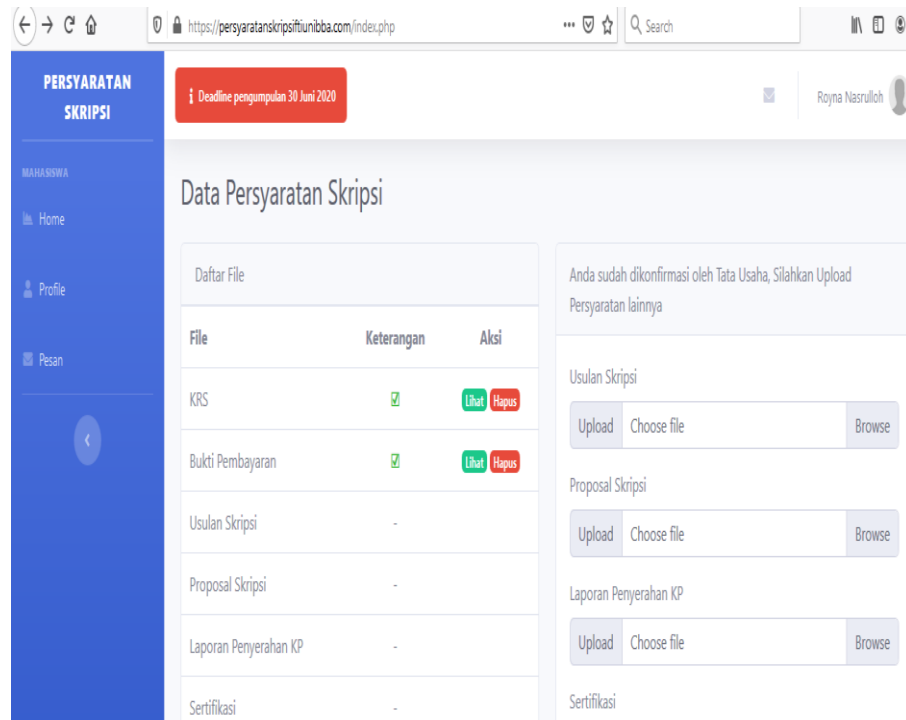 https://persyaratanskripsiftiunibba.com/index.php
Search
PERSYARATAN
SKRIPSI
Deadline pengumpulan 30 Juni 2020
Royna Nasrulloh
MAHASISWA
Home
Profile
Pesan
Data Persyaratan Skripsi
Daftar File
File Keterangan Aksi
KRS Lihat Hapus
Bukti Pembayaran Lihat Hapus
Usulan Skripsi -
Proposal Skripsi -
Laporan Penyerahan KP -
Sertifikasi -
Anda sudah dikonfirmasi oleh Tata Usaha, Silahkan Upload
Persyaratan lainnya
Usulan Skripsi
Upload Choose file Browse
Proposal Skripsi
Upload Choose file Browse
Laporan Penyerahan KP
Upload Choose file Browse
Sertifikasi